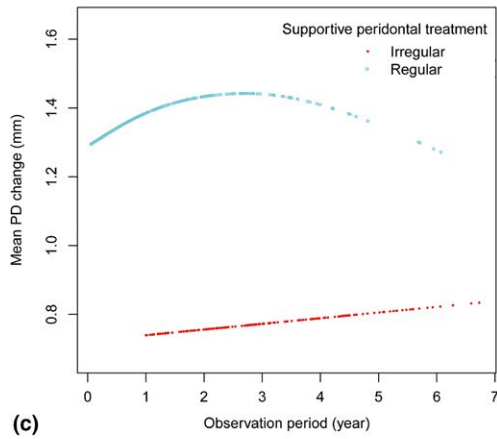 Supportive peridontal treatment
Irregular
Regular
Mean PD change (mm)
1.6
1.4
1.2
1.0
0.8
0 1 2 3 4 5 6 7
Observation period (year)
(c)